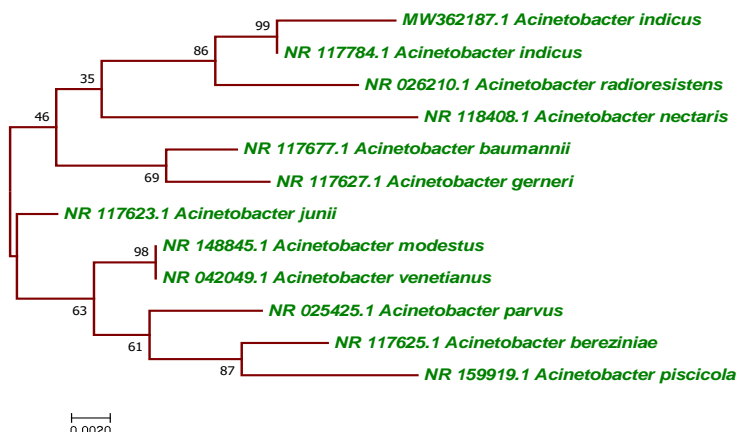 99
MW362187.1 Acinetobacter indicus
86
NR 117784.1 Acinetobacter indicus
35
NR 026210.1 Acinetobacter radioresistens
46
NR 118408.1 Acinetobacter nectaris
NR 117677.1 Acinetobacter baumannii
69
NR 117627.1 Acinetobacter gerneri
NR 117623.1 Acinetobacter junii
NR 148845.1 Acinetobacter modestus
98
NR 042049.1 Acinetobacter venetianus
63
NR 025425.1 Acinetobacter parvus
61
NR 117625.1 Acinetobacter bereziniae
87
NR 159919.1 Acinetobacter piscicola
0.0020